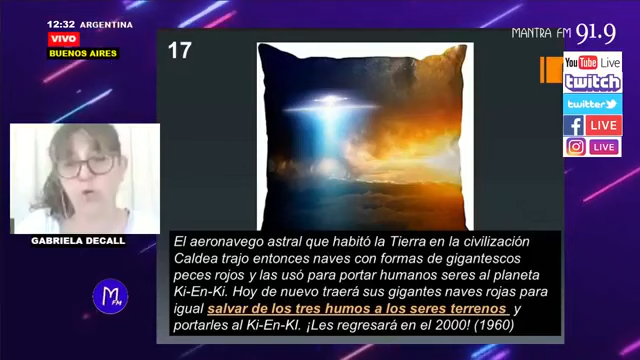 12:32 ARGENTINA
VIVO
BUENOS AIRES
17
MANTRA FM 91.9
YouTube Live
twitch
twitter
LIVE
LIVE
GABRIELA DECALL
M FM
El aeronavego astral que habitó la Tierra en la civilización
Caldea trajo entonces naves con formas de gigantescos
peces rojos y las usó para portar humanos seres al planeta
Ki-En-Ki. Hoy de nuevo traerá sus gigantes naves rojas para
igual salvar de los tres humos a los seres terrenos y
portarles al Ki-En-KI. ¡Les regresará en el 2000! (1960)